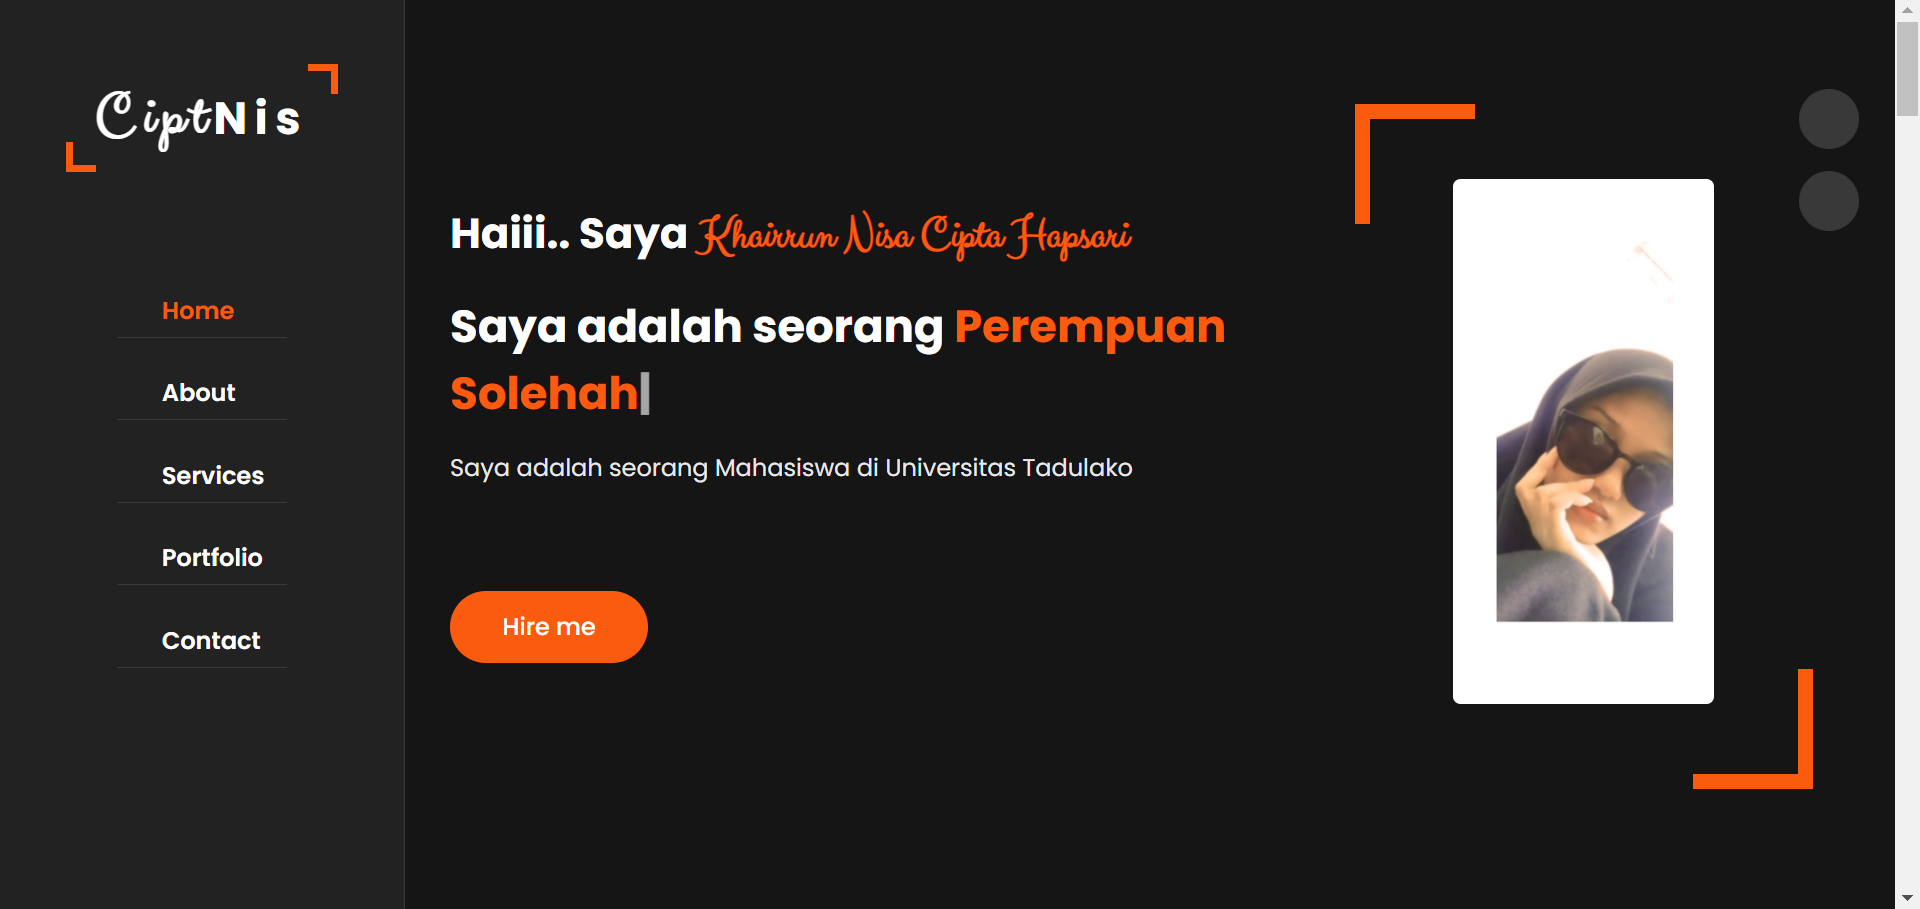 CiptNis
Home
About
Services
Portfolio
Contact
Haiii.. Saya Khairrun Nisa Cipta Hapsari
Saya adalah seorang Perempuan
Solehah
Saya adalah seorang Mahasiswa di Universitas Tadulako
Hire me